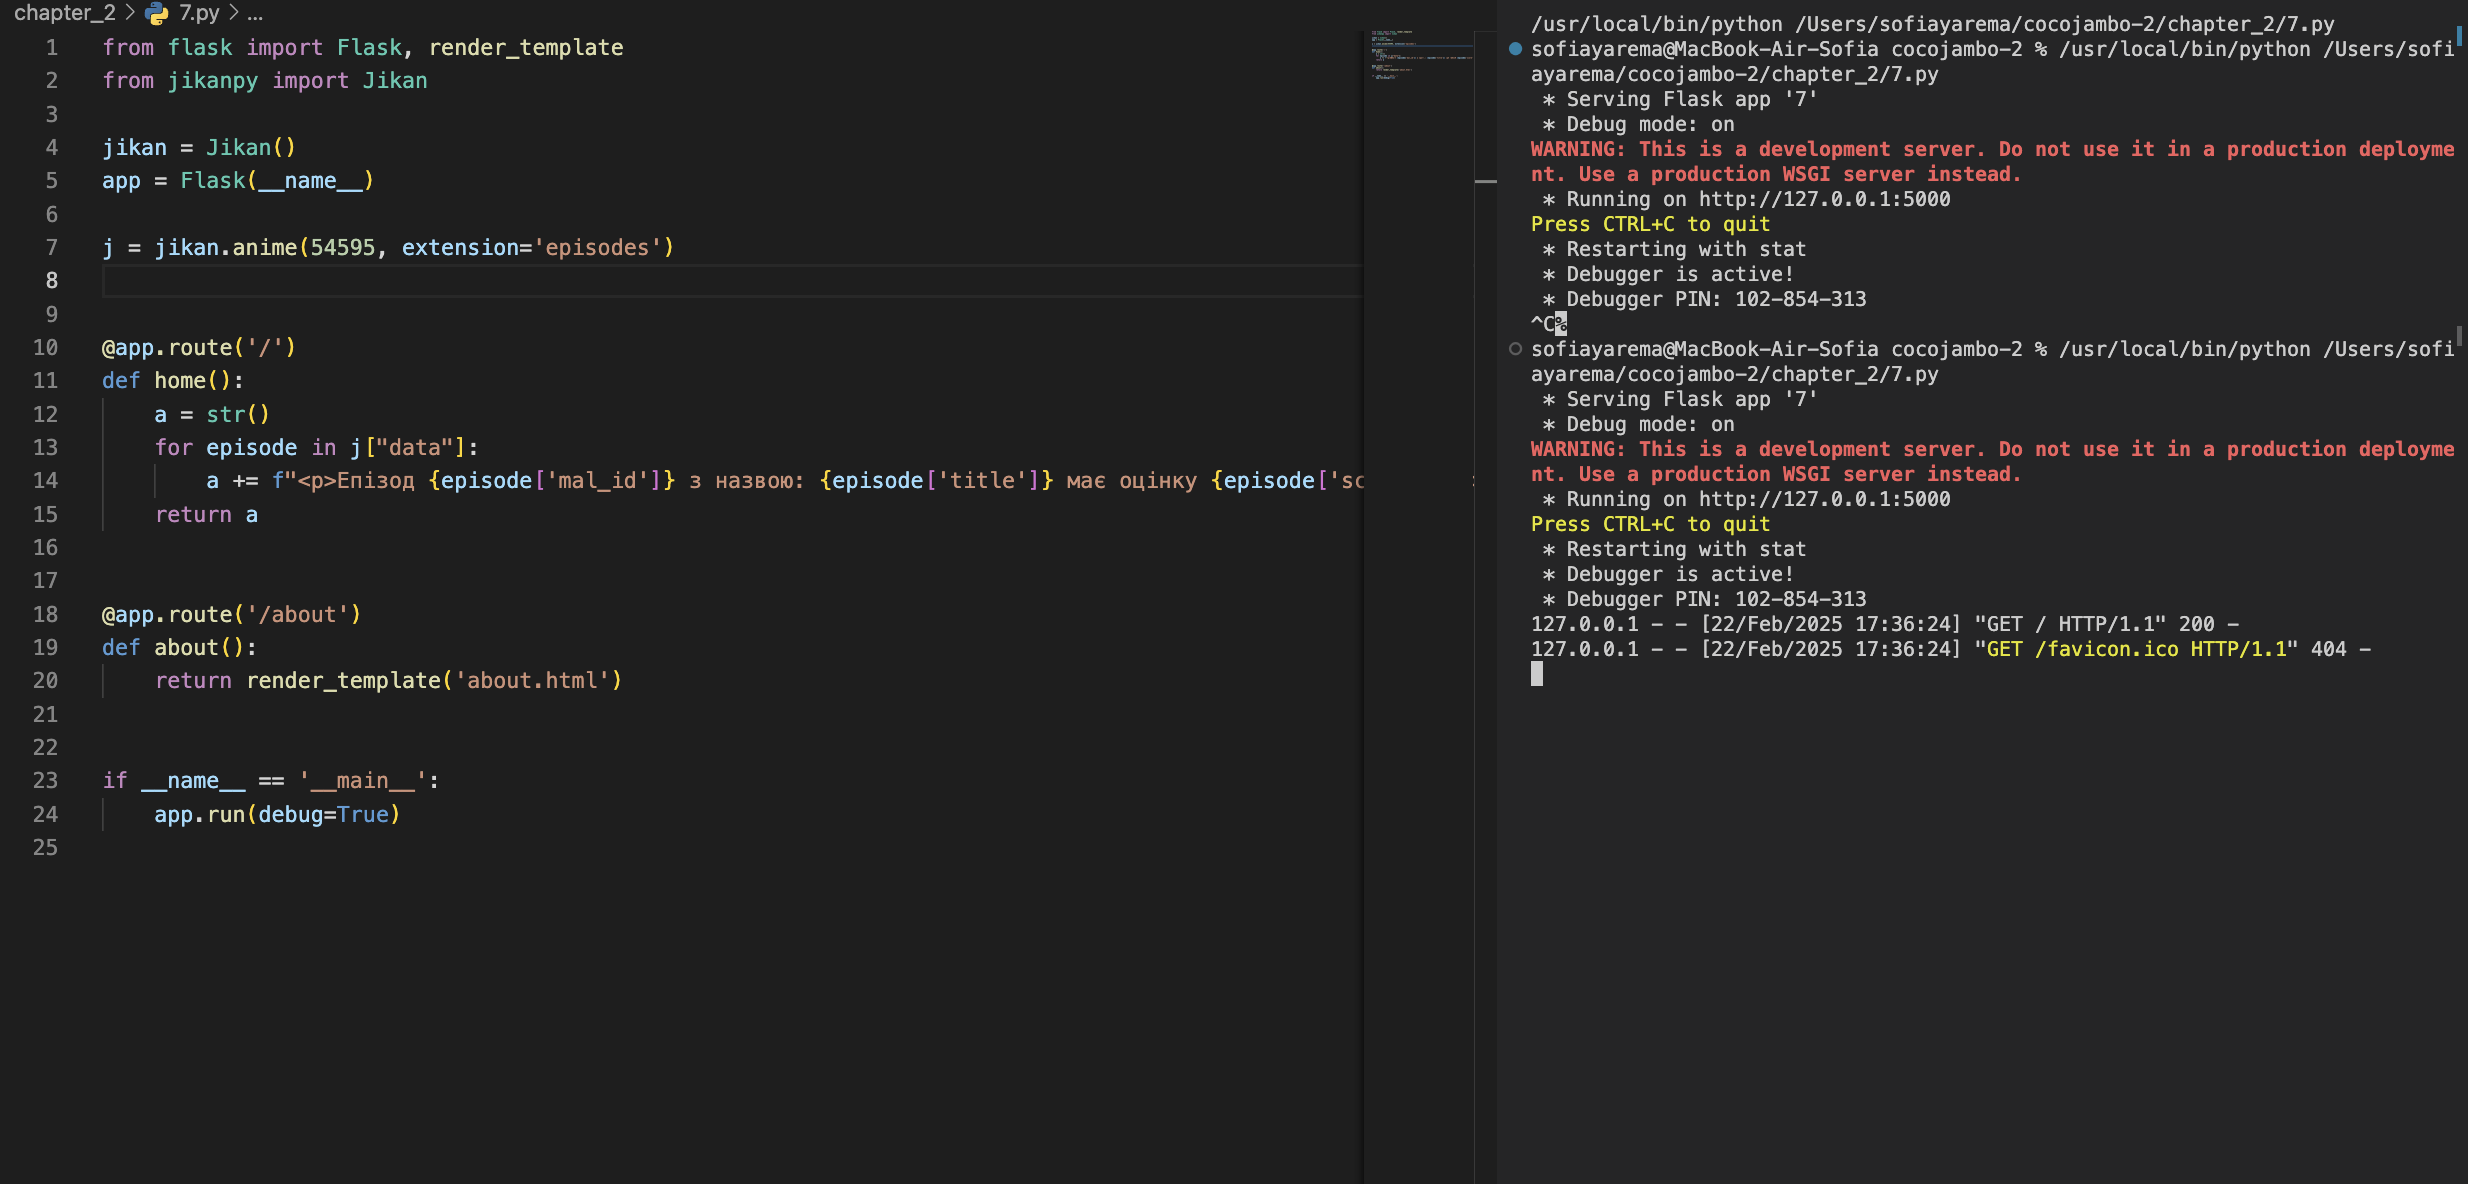 chapter_2 > 7.py > ...
1 from flask import Flask, render_template
2 from jikanpy import Jikan
3
4 jikan = Jikan()
5 app = Flask(__name__)
6
7 j = jikan.anime(54595, extension='episodes')
8
9
10 @app.route('/')
11 def home():
12     a = str()
13     for episode in j["data"]:
14         a += f"<p>Епізод {episode['mal_id']} з назвою: {episode['title']} має оцінку {episode['sc
15     return a
16
17
18 @app.route('/about')
19 def about():
20     return render_template('about.html')
21
22
23 if __name__ == '__main__':
24     app.run(debug=True)
25
/usr/local/bin/python /Users/sofiayarema/cocojambo-2/chapter_2/7.py
sofiayarema@MacBook-Air-Sofia cocojambo-2 % /usr/local/bin/python /Users/sofi
ayarema/cocojambo-2/chapter_2/7.py
 * Serving Flask app '7'
 * Debug mode: on
WARNING: This is a development server. Do not use it in a production deployme
nt. Use a production WSGI server instead.
 * Running on http://127.0.0.1:5000
Press CTRL+C to quit
 * Restarting with stat
 * Debugger is active!
 * Debugger PIN: 102-854-313
^C%
sofiayarema@MacBook-Air-Sofia cocojambo-2 % /usr/local/bin/python /Users/sofi
ayarema/cocojambo-2/chapter_2/7.py
 * Serving Flask app '7'
 * Debug mode: on
WARNING: This is a development server. Do not use it in a production deployme
nt. Use a production WSGI server instead.
 * Running on http://127.0.0.1:5000
Press CTRL+C to quit
 * Restarting with stat
 * Debugger is active!
 * Debugger PIN: 102-854-313
127.0.0.1 - - [22/Feb/2025 17:36:24] "GET / HTTP/1.1" 200 -
127.0.0.1 - - [22/Feb/2025 17:36:24] "GET /favicon.ico HTTP/1.1" 404 -